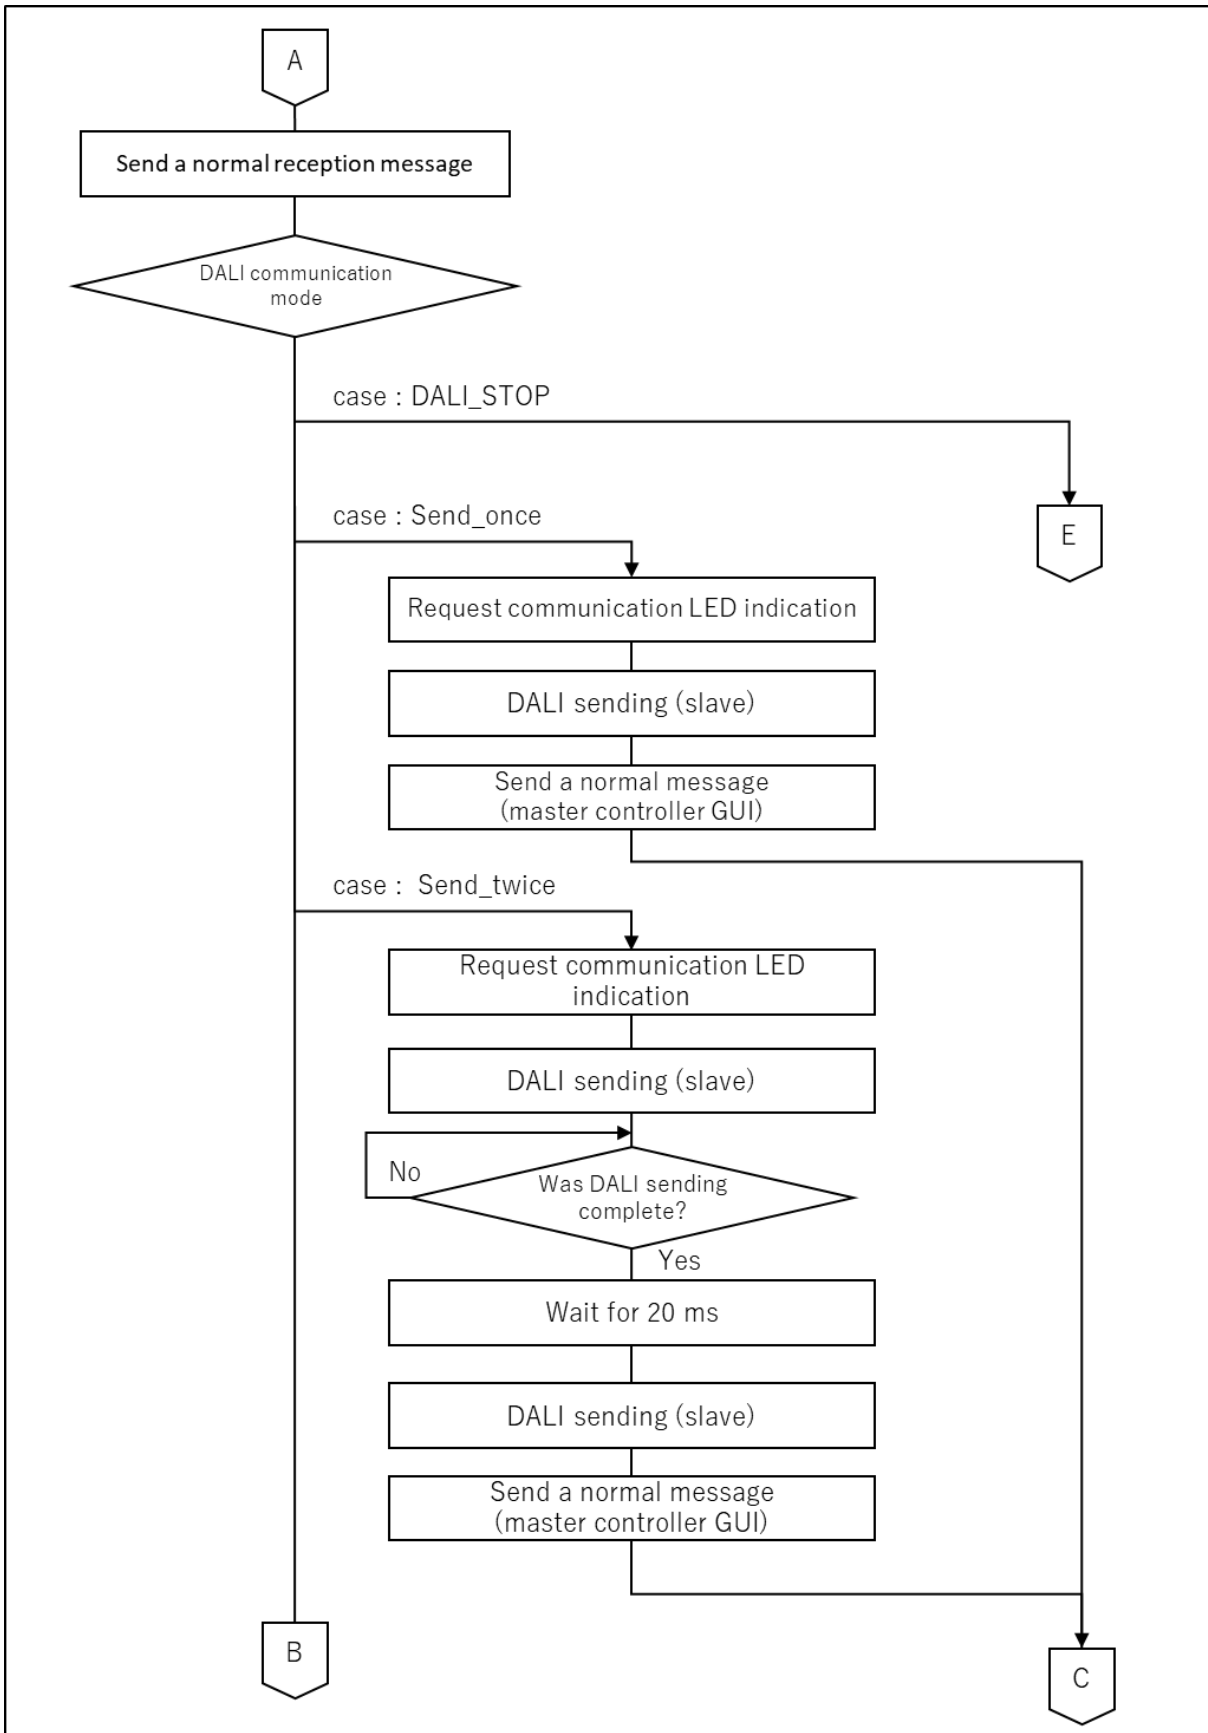 A
Send a normal reception message
DALI communication
mode
case : DALI_STOP
E
case : Send_once
Request communication LED indication
DALI sending (slave)
Send a normal message
(master controller GUI)
case :  Send_twice
Request communication LED
indication
DALI sending (slave)
No
Was DALI sending
complete?
Yes
Wait for 20 ms
DALI sending (slave)
Send a normal message
(master controller GUI)
B
C